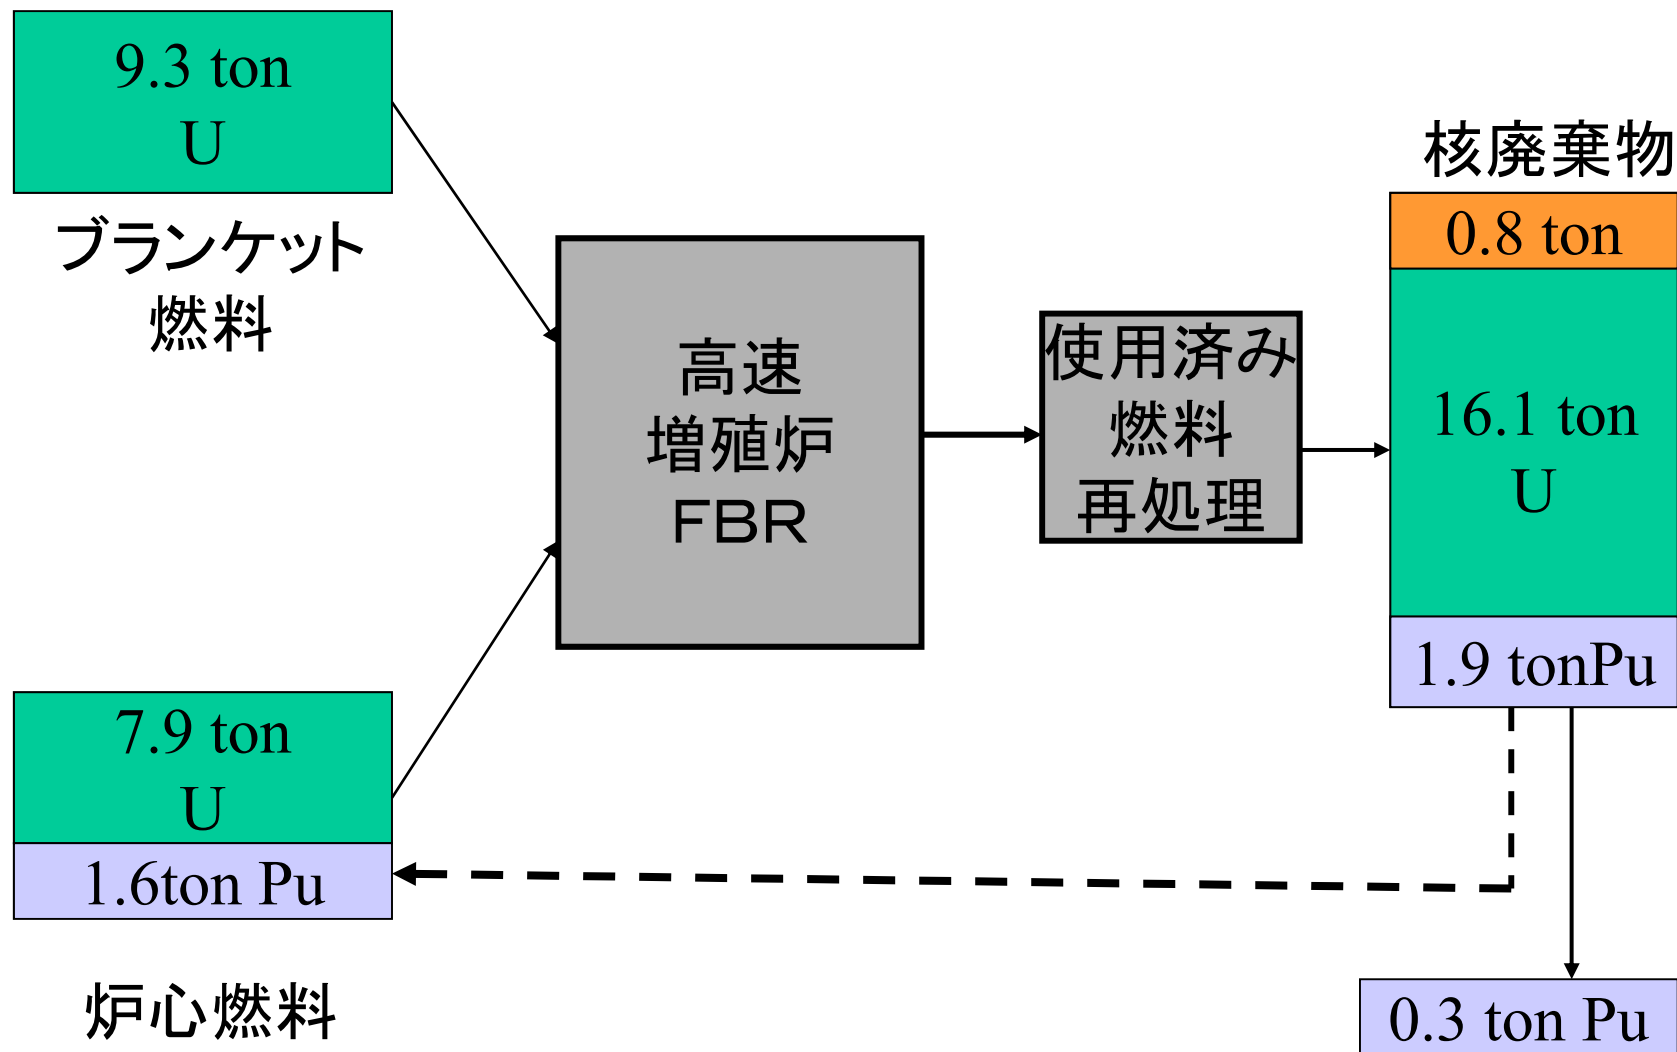 9.3 ton
U
ブランケット
燃料
7.9 ton
U
1.6ton Pu
炉心燃料
高速
増殖炉
FBR
使用済み
燃料
再処理
核廃棄物
0.8 ton
16.1 ton
U
1.9 tonPu
0.3 ton Pu